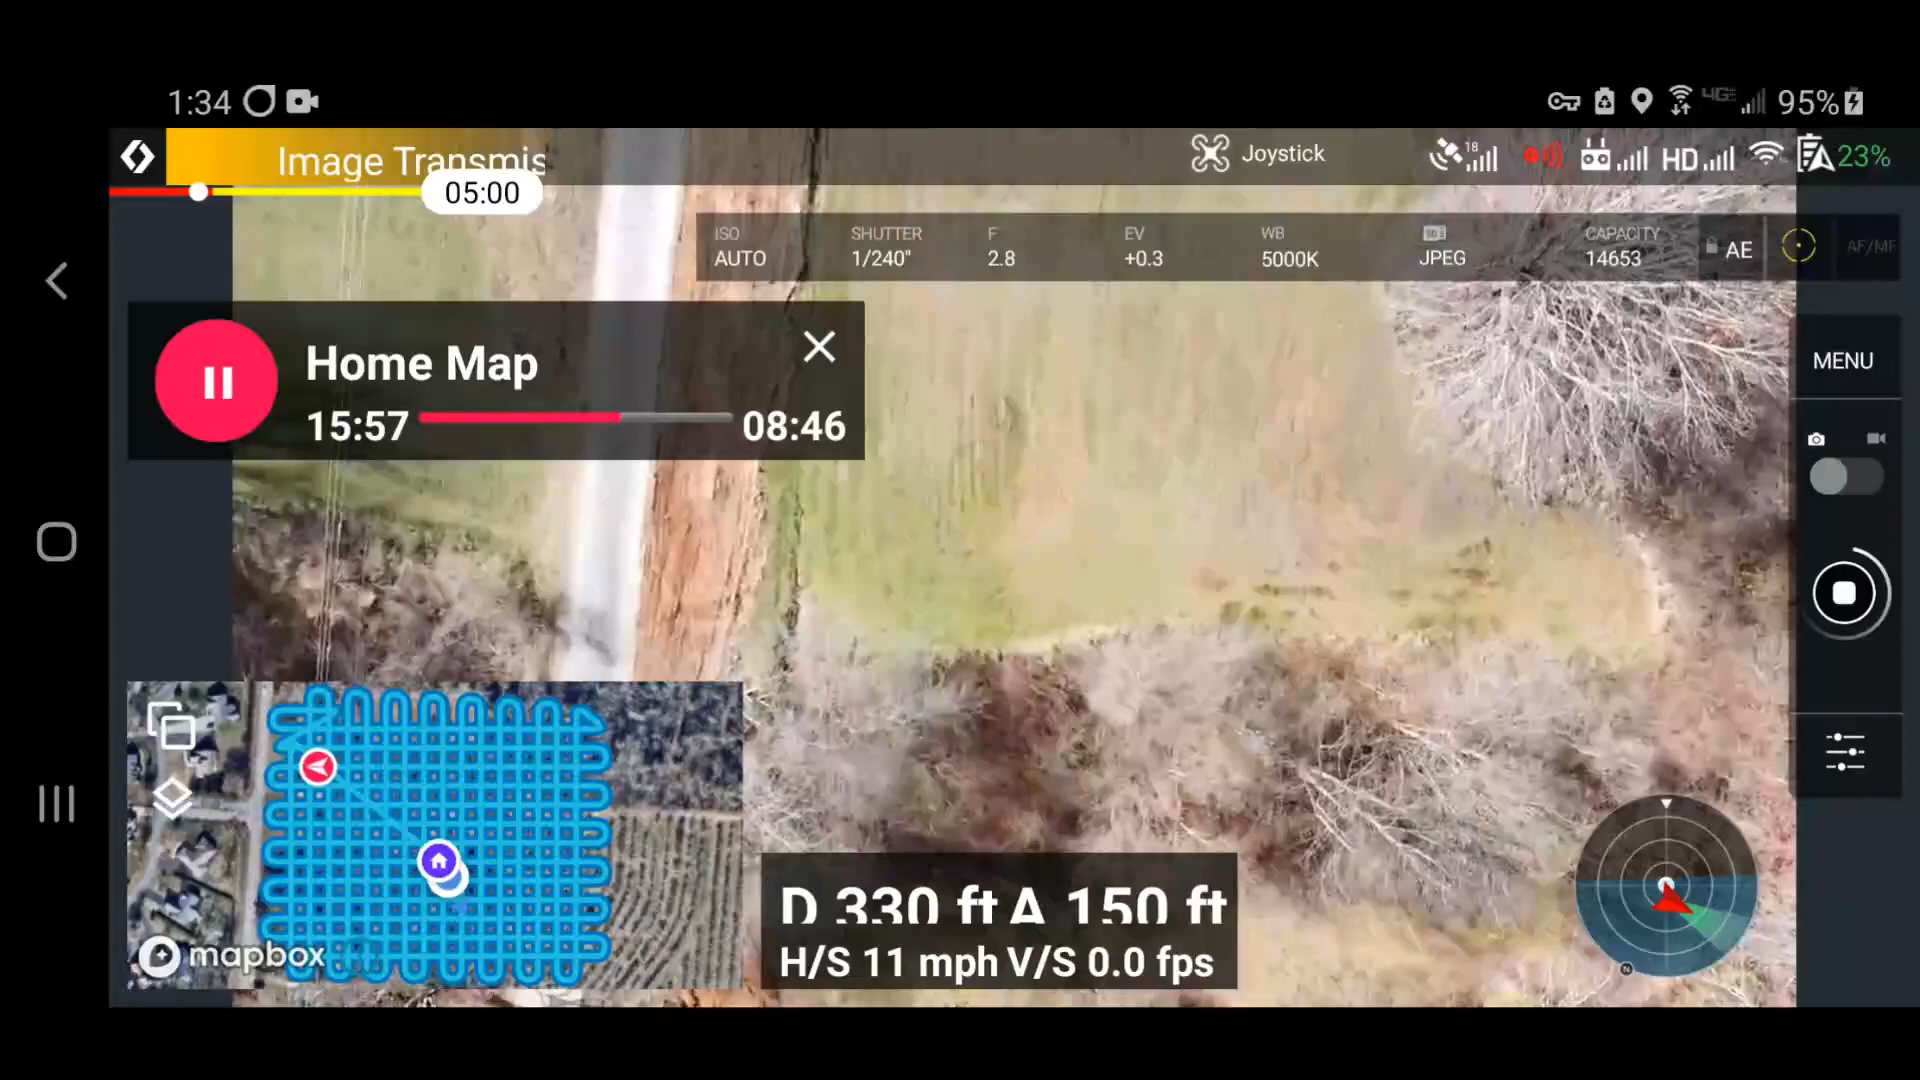 1:34
4GE
95%
Image Transmis
05:00
Joystick
18
HD
23%
ISO
AUTO
SHUTTER
1/240"
F
2.8
EV
+0.3
WB
5000K
JPEG
CAPACITY
14653
AE
AF/MF
Home Map
15:57
08:46
MENU
mapbox
D 330 ft A 150 ft
H/S 11 mph V/S 0.0 fps
N